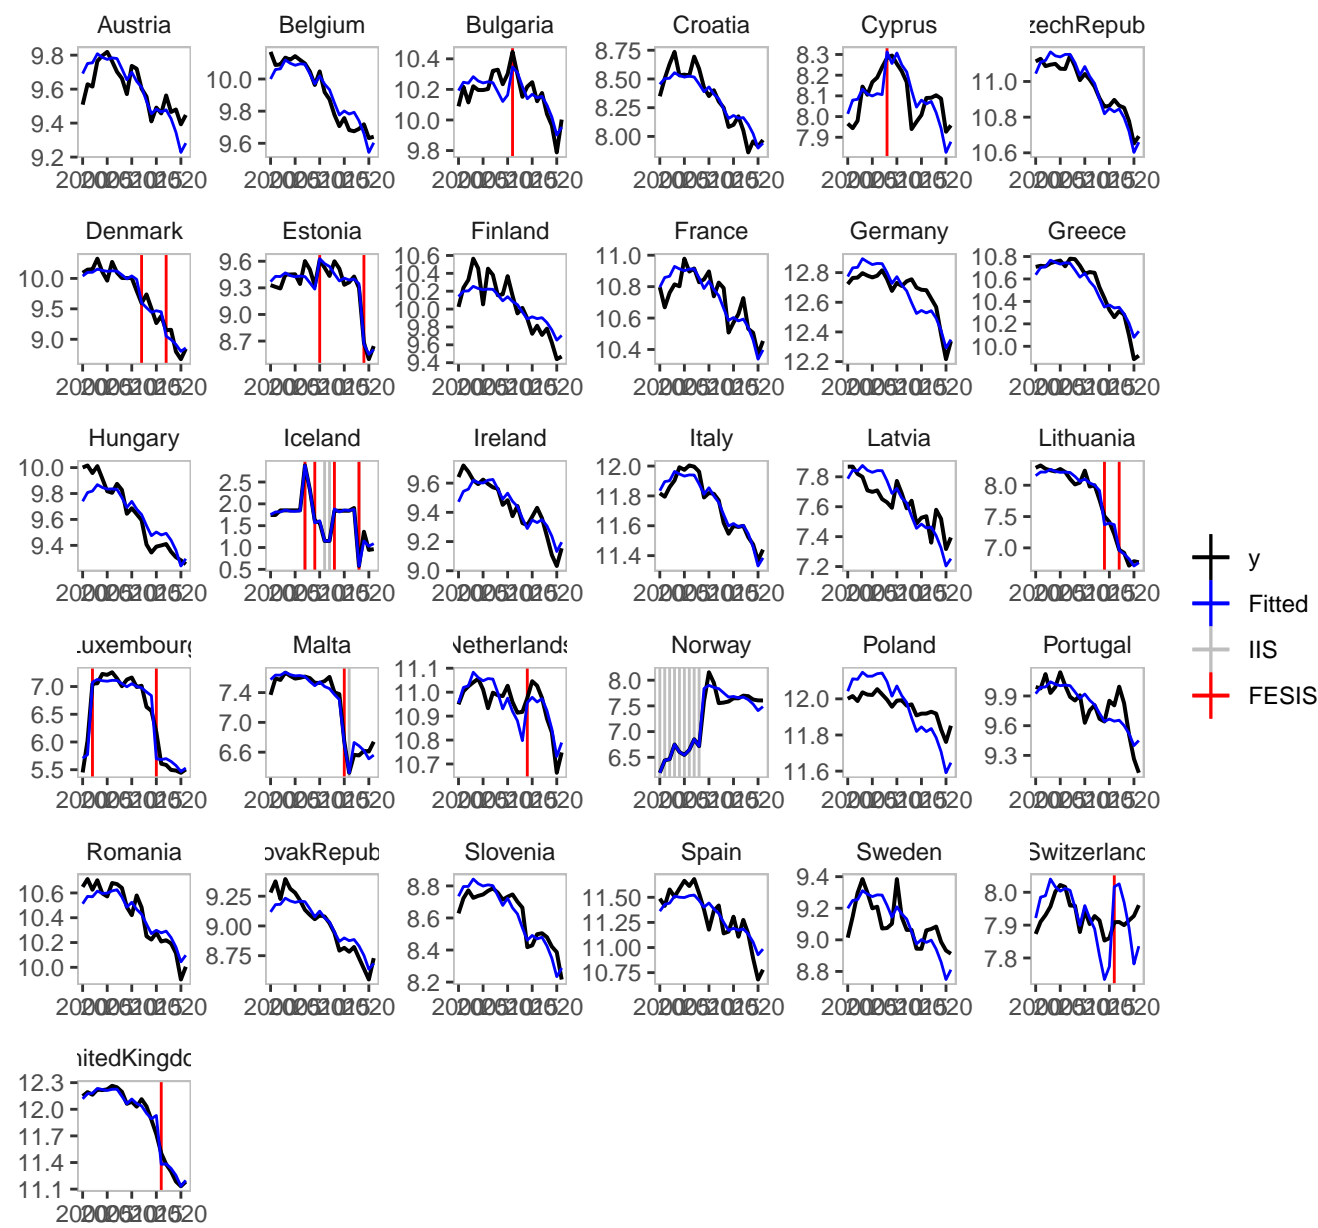 Austria Belgium Bulgaria Croatia Cyprus zechRepub
9.8 9.6 9.4 9.2
10.0 9.8 9.6
10.4 10.2 10.0 9.8
8.75 8.50 8.25 8.00
8.3 8.2 8.1 8.0 7.9
11.0 10.8 10.6
Denmark Estonia Finland France Germany Greece
10.0 9.5 9.0
9.6 9.3 9.0 8.7
10.6 10.4 10.2 10.0 9.8 9.6 9.4
11.0 10.8 10.6 10.4
12.8 12.6 12.4 12.2
10.8 10.6 10.4 10.2 10.0
Hungary Iceland Ireland Italy Latvia Lithuania
10.0 9.8 9.6 9.4
2.5 2.0 1.5 1.0 0.5
9.6 9.4 9.2 9.0
12.0 11.8 11.6 11.4
7.8 7.6 7.4 7.2
8.0 7.5 7.0
y
Fitted
IIS
FESIS
uxembourg Malta Netherlands Norway Poland Portugal
7.0 6.5 6.0 5.5
7.4 7.0 6.6
11.1 11.0 10.9 10.8 10.7
8.0 7.5 7.0 6.5
12.0 11.8 11.6
9.9 9.6 9.3
Romania ovakRepub Slovenia Spain Sweden Switzerland
10.6 10.4 10.2 10.0
9.25 9.00 8.75
8.8 8.6 8.4 8.2
11.50 11.25 11.00 10.75
9.4 9.2 9.0 8.8
8.0 7.9 7.8
nitedKingdo
12.3 12.0 11.7 11.4 11.1